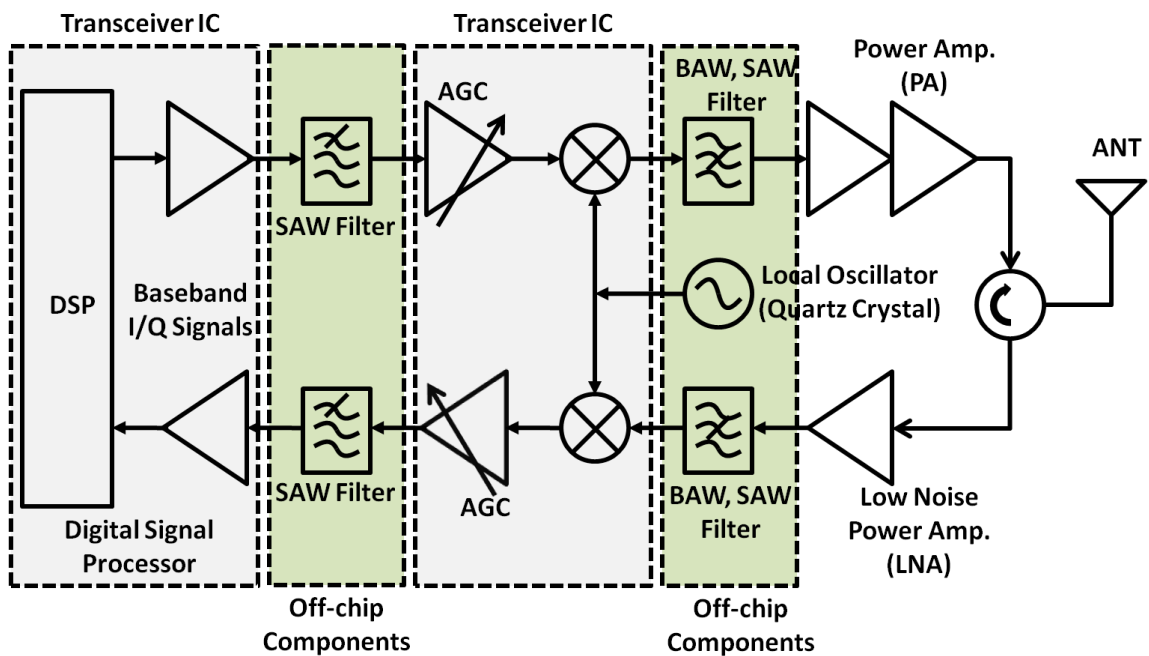 Transceiver IC
Transceiver IC
Power Amp.
(PA)
BAW, SAW
Filter
AGC
ANT
SAW Filter
DSP
Baseband
I/Q Signals
Local Oscillator
(Quartz Crystal)
SAW Filter
AGC
BAW, SAW
Filter
Low Noise
Power Amp.
(LNA)
Digital Signal
Processor
Off-chip
Components
Off-chip
Components